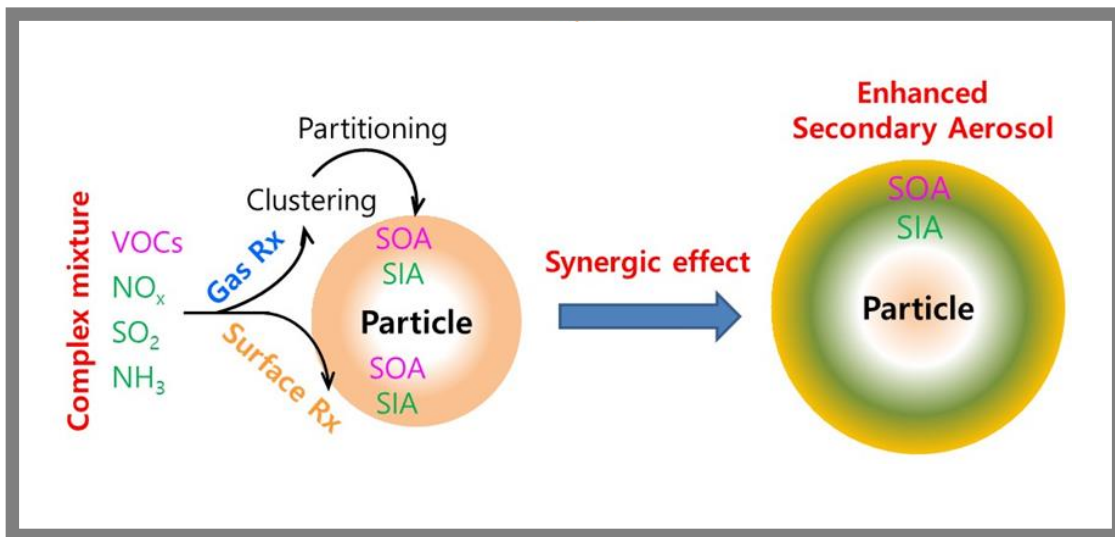 Complex mixture
VOCs
NOₓ
SO₂
NH₃
Gas Rx
Surface Rx
Clustering
Partitioning
SOA
SIA
Particle
SOA
SIA
Synergic effect
Enhanced
Secondary Aerosol
SOA
SIA
Particle